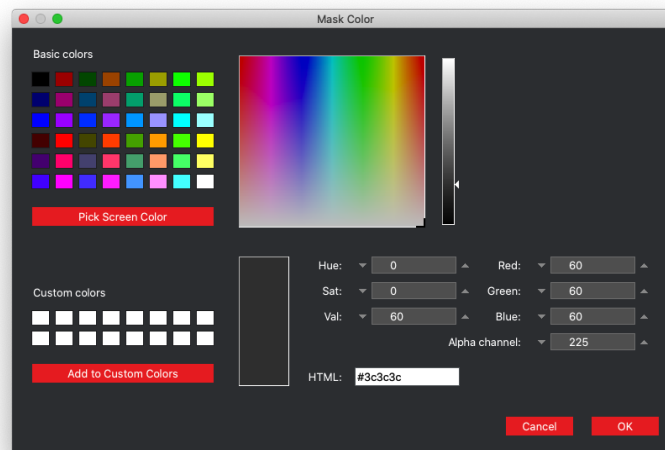 Mask Color
Basic colors
Pick Screen Color
Hue: 0 Red: 60
Sat: 0 Green: 60
Custom colors
Val: 60 Blue: 60
Alpha channel: 225
Add to Custom Colors
HTML: #3c3c3c
Cancel OK